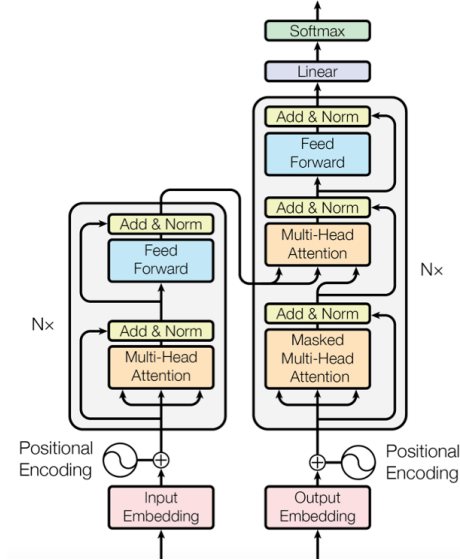 Softmax
Linear
Add & Norm
Feed
Forward
Add & Norm
Multi-Head
Attention
Add & Norm
Masked
Multi-Head
Attention
Nx
Add & Norm
Feed
Forward
Add & Norm
Multi-Head
Attention
Nx
Positional
Encoding
Positional
Encoding
Input
Embedding
Output
Embedding